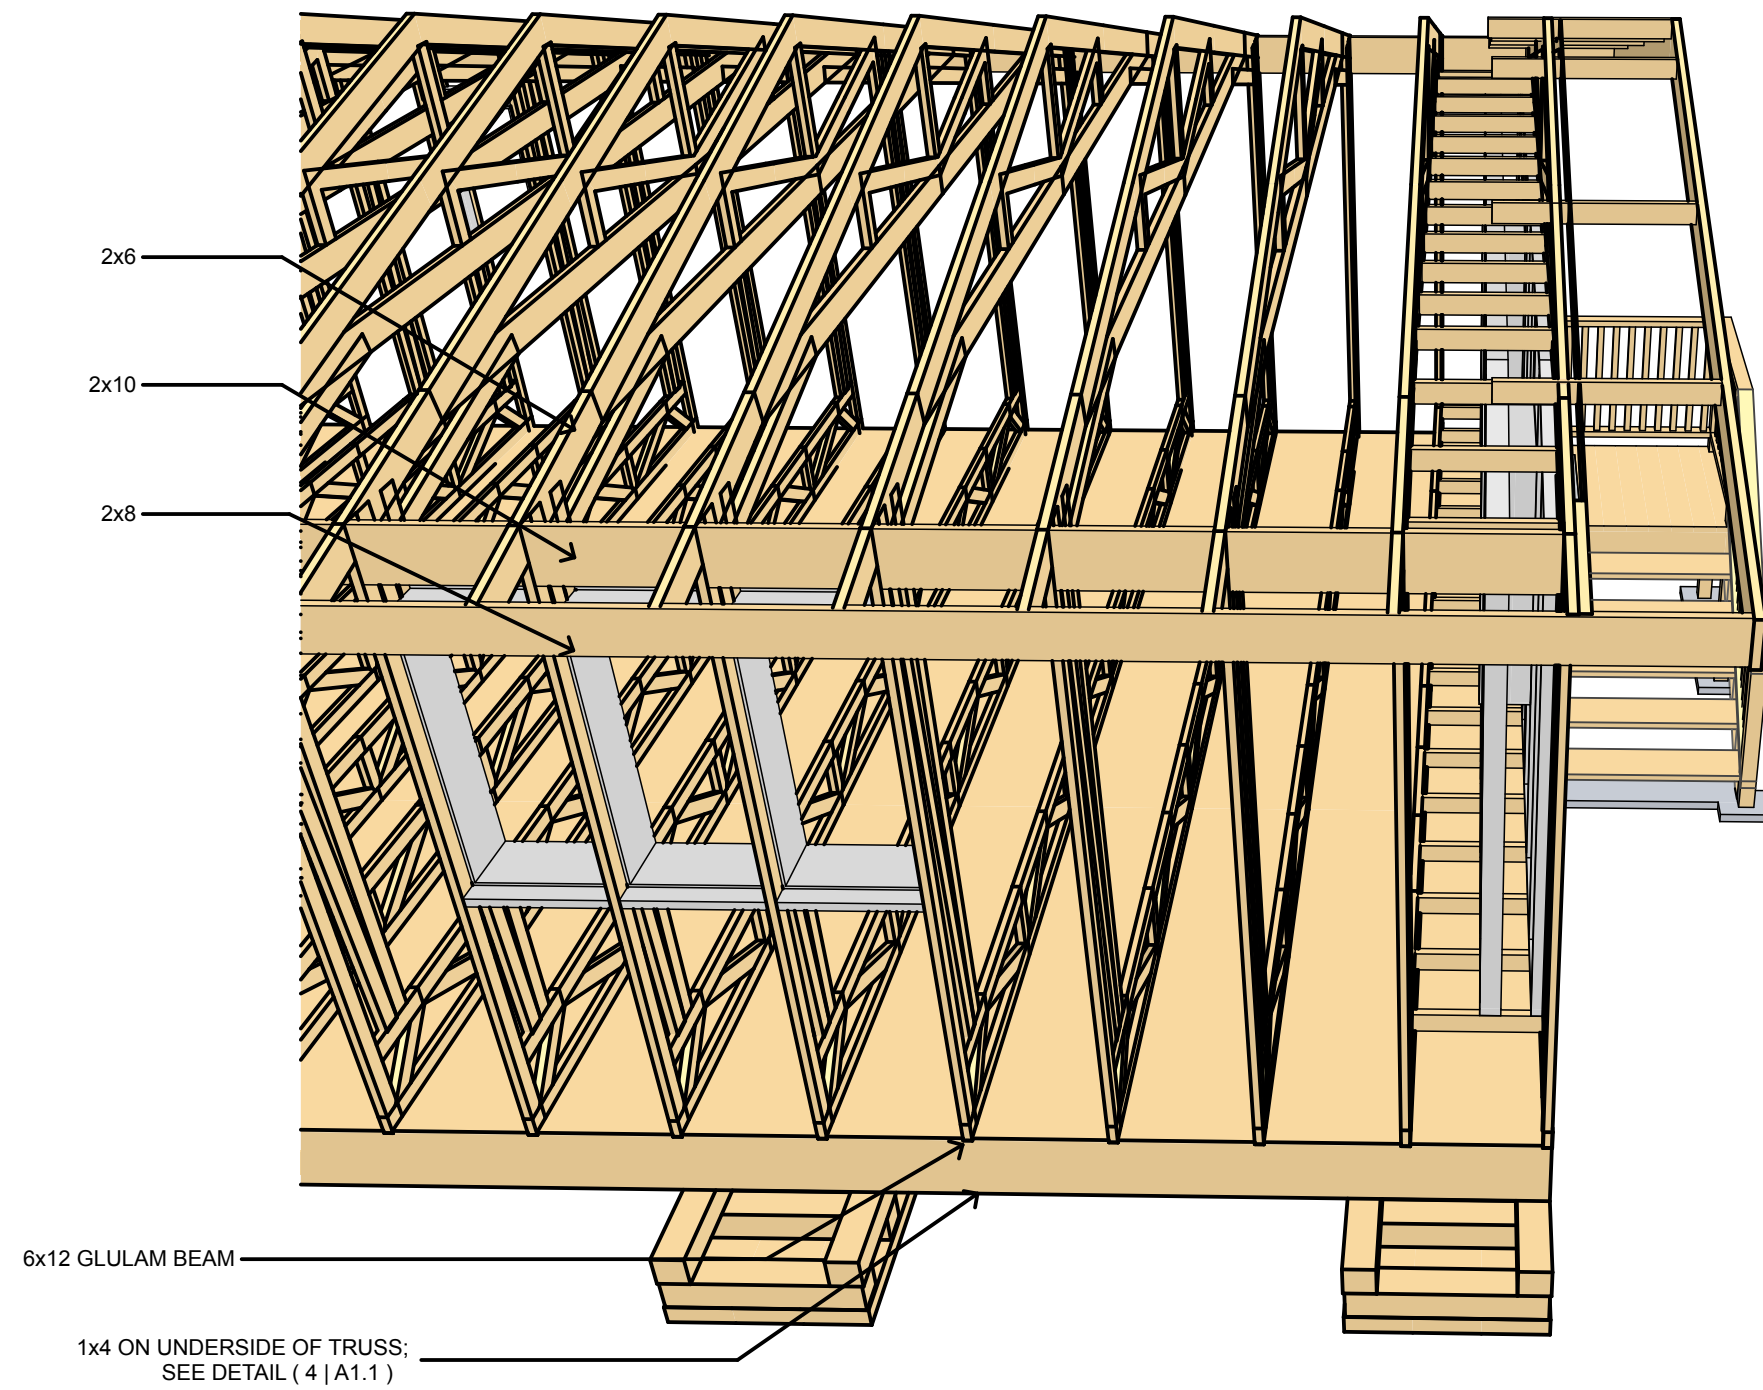 2x6
2x10
2x8
6x12 GLULAM BEAM
1x4 ON UNDERSIDE OF TRUSS;
SEE DETAIL ( 4 | A1.1 )